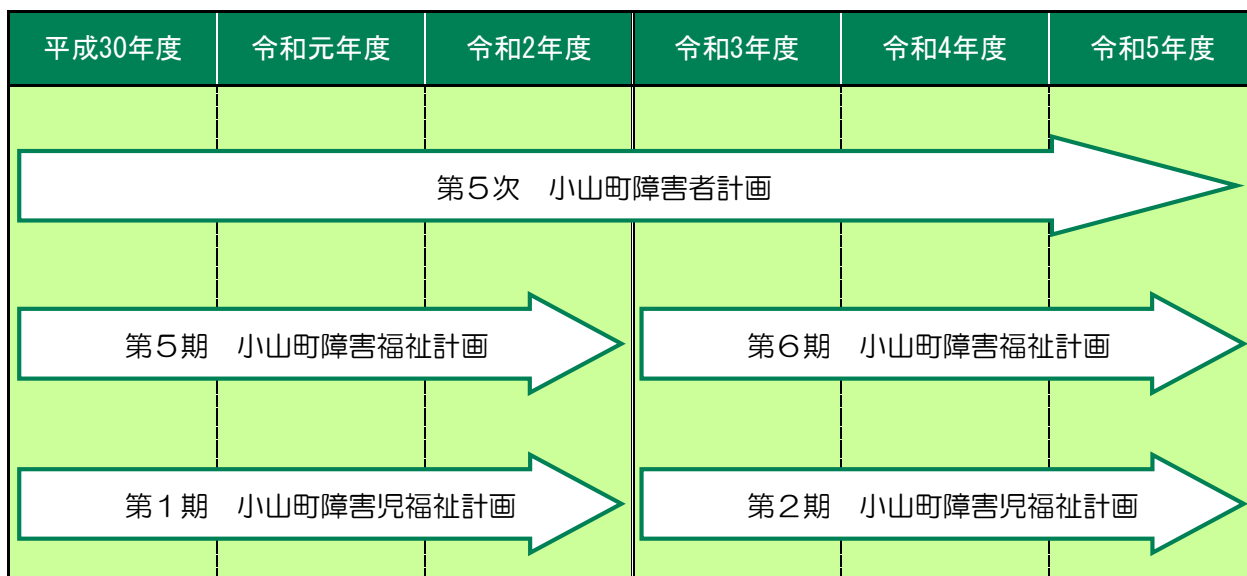 平成30年度 令和元年度 令和2年度 令和3年度 令和4年度 令和5年度
第５次　小山町障害者計画
第５期　小山町障害福祉計画 第６期　小山町障害福祉計画
第１期　小山町障害児福祉計画 第２期　小山町障害児福祉計画